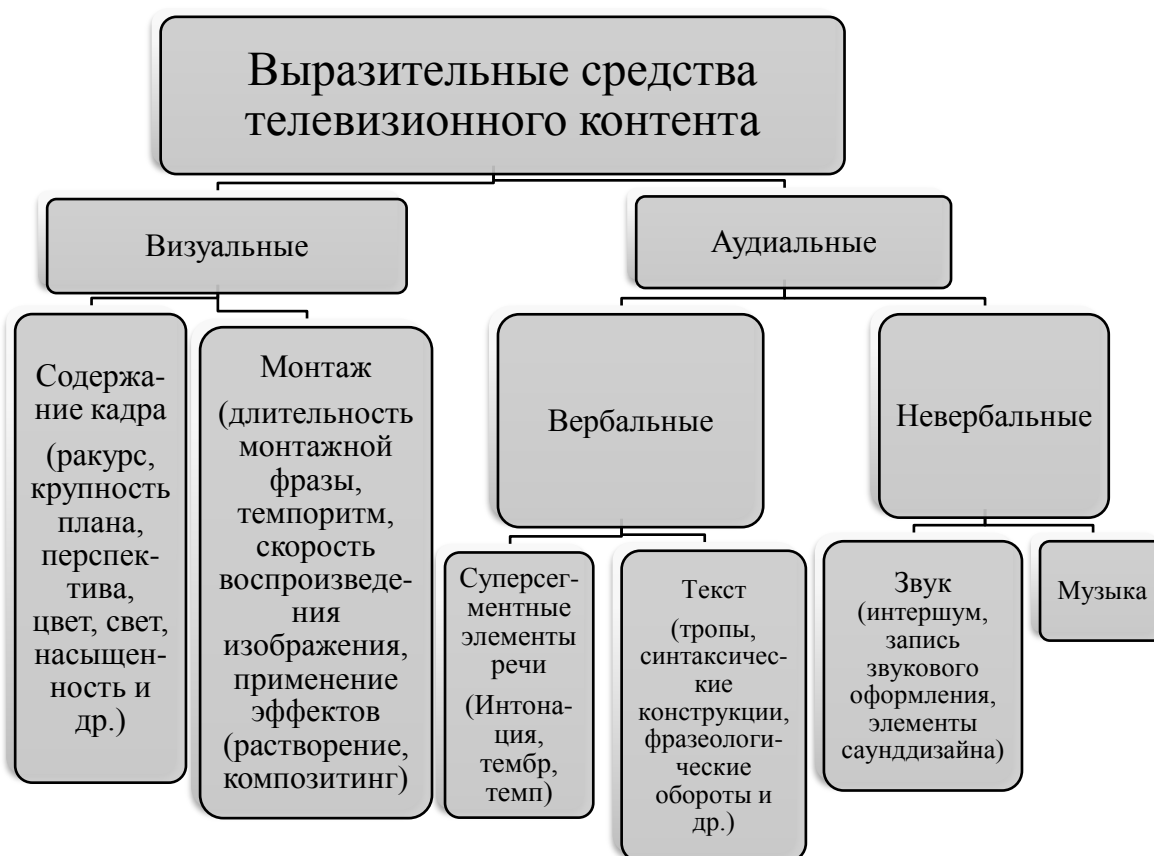 Выразительные средства
телевизионного контента
Визуальные
Аудиальные
Содержа-
ние кадра
(ракурс,
крупность
плана,
перспек-
тива,
цвет, свет,
насыщен-
ность и
др.)
Монтаж
(длительность
монтажной
фразы,
темпоритм,
скорость
воспроизведе-
ния
изображения,
применение
эффектов
(растворение,
композитинг)
Вербальные
Невербальные
Суперсег-
ментные
элементы
речи
(Интона-
ция,
тембр,
темп)
Текст
(тропы,
синтаксичес-
кие
конструкции,
фразеологи-
ческие
обороты и
др.)
Звук
(интершум,
запись
звукового
оформления,
элементы
саунддизайна)
Музыка